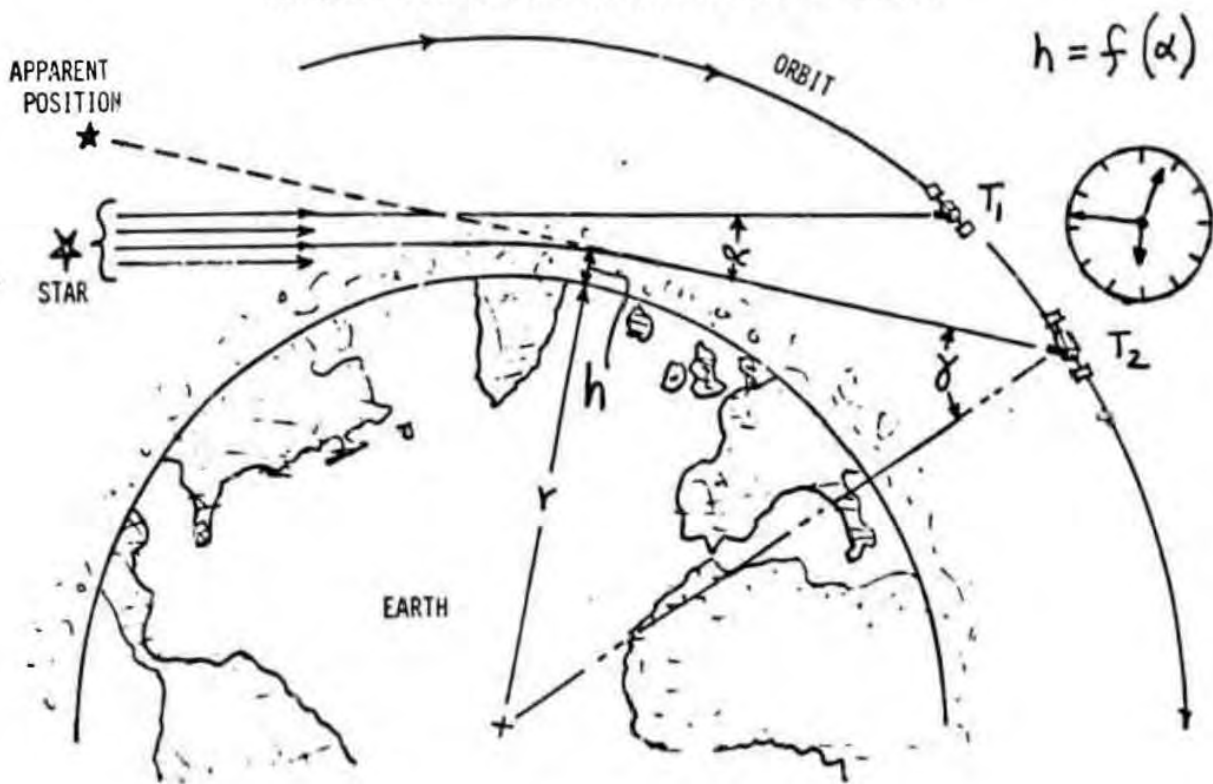 h = f (α)
ORBIT
APPARENT
POSITION
T1
α
STAR
T2
γ
h
r
EARTH